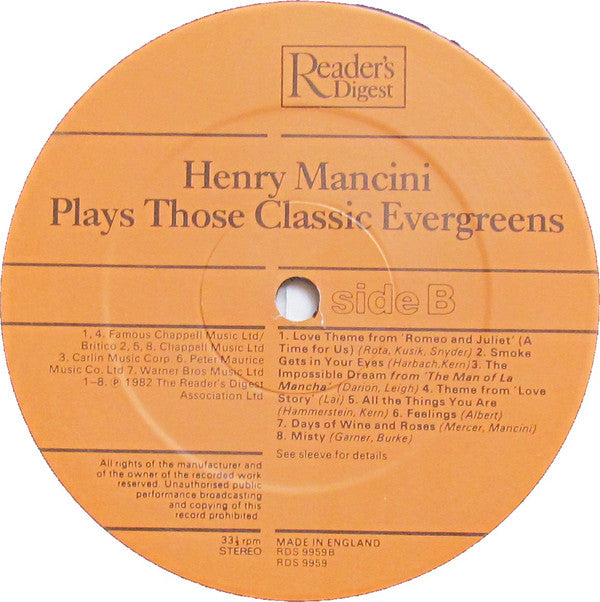 Reader's
Digest
Henry Mancini
Plays Those Classic Evergreens
side B
1, 4. Famous Chappell Music Ltd/
Britico 2, 5, 8. Chappell Music Ltd
3. Carlin Music Corp. 6. Peter Maurice
Music Co. Ltd 7. Warner Bros Music Ltd
1–8. ℗ 1982 The Reader's Digest
Association Ltd
1. Love Theme from 'Romeo and Juliet' (A
Time for Us) (Rota, Kusik, Snyder) 2. Smoke
Gets in Your Eyes (Harbach,Kern) 3. The
Impossible Dream from 'The Man of La
Mancha' (Darion, Leigh) 4. Theme from 'Love
Story' (Lai) 5. All the Things You Are
(Hammerstein, Kern) 6. Feelings (Albert)
7. Days of Wine and Roses (Mercer, Mancini)
8. Misty (Garner, Burke)
See sleeve for details
All rights of the manufacturer and
of the owner of the recorded work
reserved. Unauthorised public
performance broadcasting
and copying of this
record prohibited.
33⅓ rpm
STEREO
MADE IN ENGLAND
RDS 9959B
RDS 9959